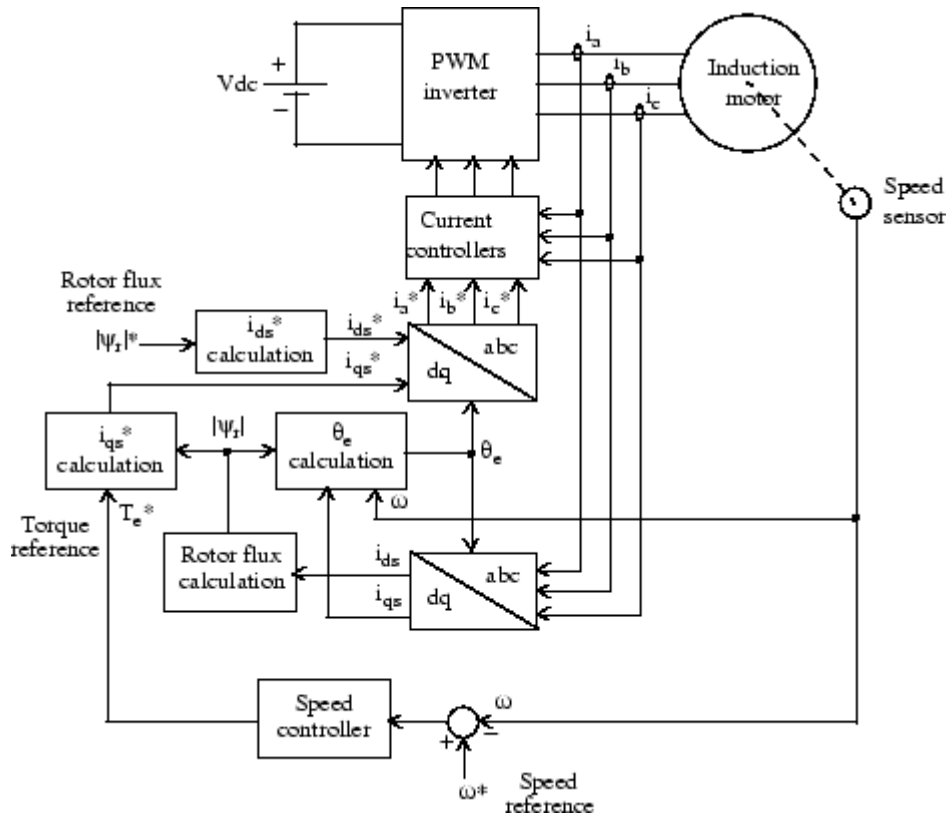 i_a
PWM
inverter
+
Vdc
−
i_b
i_c
Induction
motor
Speed
sensor
Current
controllers
Rotor flux
reference
|ψ_r|*
i_ds*
calculation
i_ds*
i_qs*
i_a* i_b* i_c*
abc
dq
i_qs*
calculation
|ψ_r|
θ_e
calculation
θ_e
ω
T_e*
Torque
reference
Rotor flux
calculation
i_ds
i_qs
abc
dq
Speed
controller
ω
+ −
ω*
Speed
reference